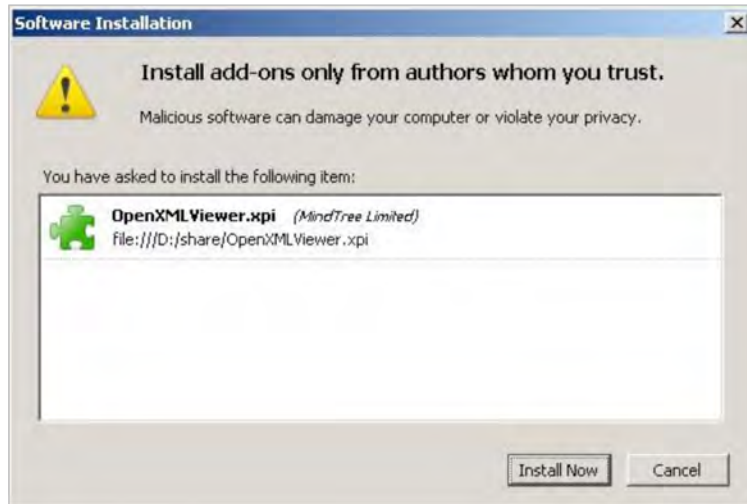 Software Installation
Install add-ons only from authors whom you trust.
Malicious software can damage your computer or violate your privacy.
You have asked to install the following item:
OpenXMLViewer.xpi (MindTree Limited)
file:///D:/share/OpenXMLViewer.xpi
Install Now Cancel